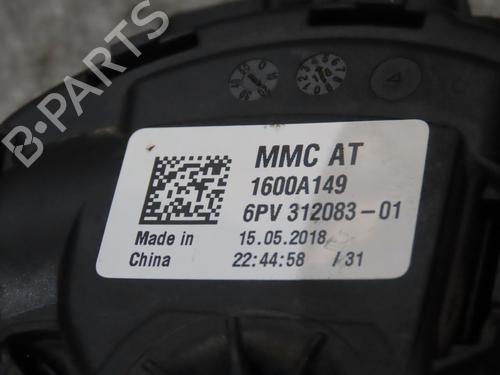 B-PARTS
MMC AT
1600A149
6PV 312083-01
Made in 15.05.2018
China 22:44:58 /31